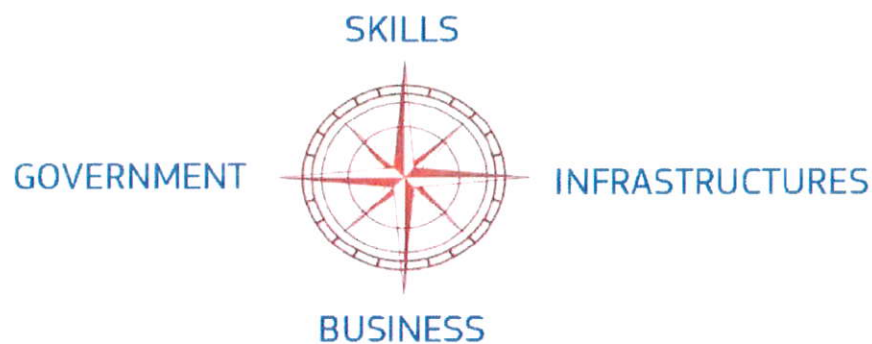 SKILLS
GOVERNMENT
INFRASTRUCTURES
BUSINESS